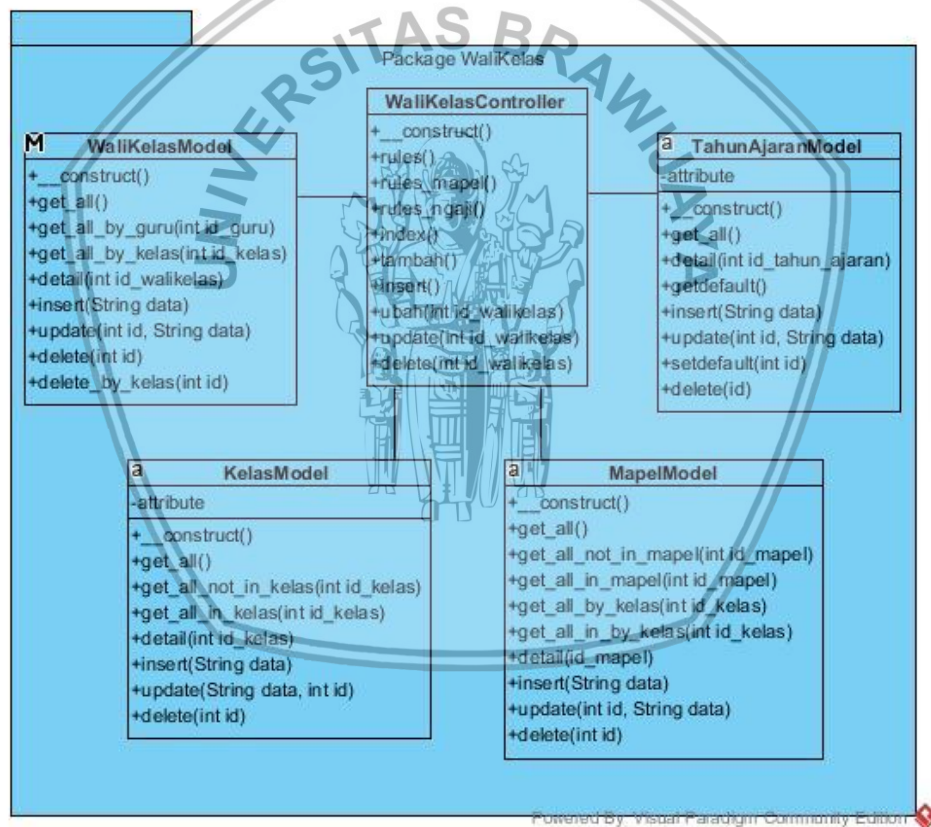 UNIVERSITAS BRAWIJAYA
Package WaliKelas
WaliKelasController
+__construct()
+rules()
+rules_mapel()
+rules_ngaji()
+index()
+tambah()
+insert()
+ubah(int id_walikelas)
+update(int id_walikelas)
+delete(int id_walikelas)
M
WaliKelasModel
+__construct()
+get_all()
+get_all_by_guru(int id_guru)
+get_all_by_kelas(int id_kelas)
+detail(int id_walikelas)
+insert(String data)
+update(int id, String data)
+delete(int id)
+delete_by_kelas(int id)
a
TahunAjaranModel
-attribute
+__construct()
+get_all()
+detail(int id_tahun_ajaran)
+getdefault()
+insert(String data)
+update(int id, String data)
+setdefault(int id)
+delete(id)
a
KelasModel
-attribute
+__construct()
+get_all()
+get_all_not_in_kelas(int id_kelas)
+get_all_in_kelas(int id_kelas)
+detail(int id_kelas)
+insert(String data)
+update(String data, int id)
+delete(int id)
a
MapelModel
+__construct()
+get_all()
+get_all_not_in_mapel(int id_mapel)
+get_all_in_mapel(int id_mapel)
+get_all_by_kelas(int id_kelas)
+get_all_in_by_kelas(int id_kelas)
+detail(id_mapel)
+insert(String data)
+update(int id, String data)
+delete(int id)
Powered By Visual Paradigm Community Edition